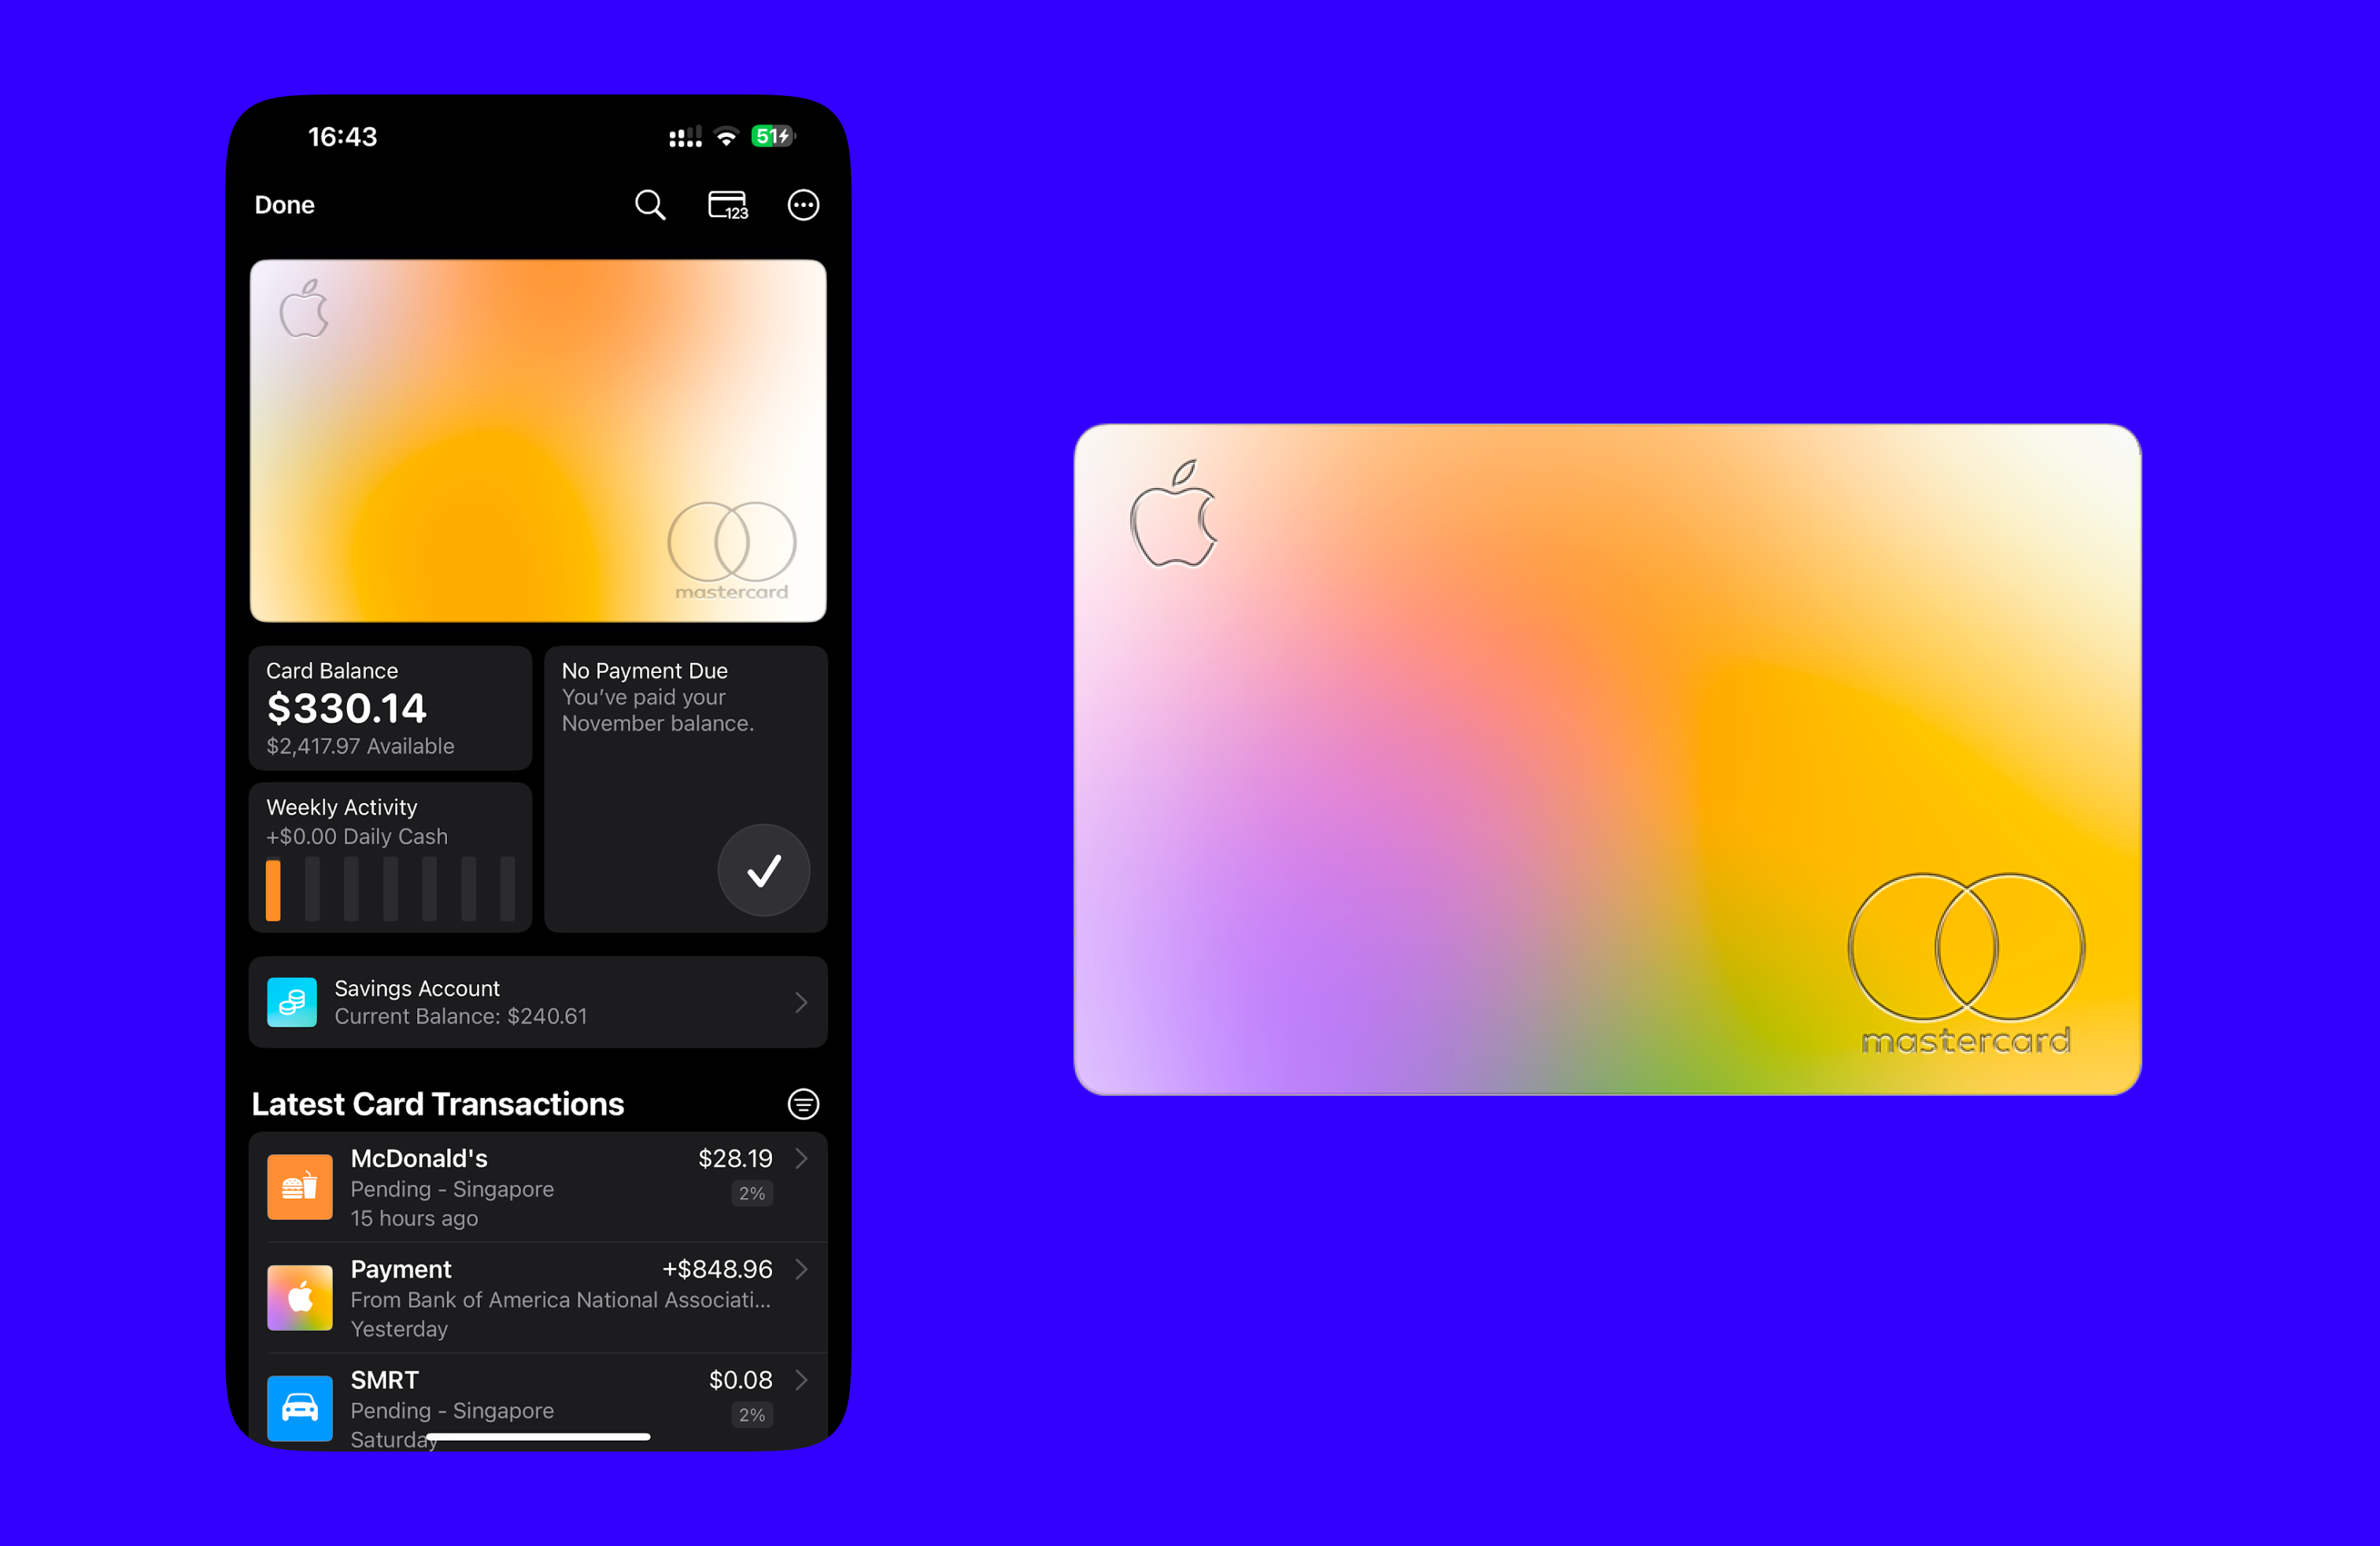 16:43
51
Done
123
mastercard
Card Balance
$330.14
$2,417.97 Available
No Payment Due
You’ve paid your
November balance.
Weekly Activity
+$0.00 Daily Cash
Savings Account
Current Balance: $240.61
Latest Card Transactions
McDonald's $28.19
Pending - Singapore 2%
15 hours ago
Payment +$848.96
From Bank of America National Associati...
Yesterday
SMRT $0.08
Pending - Singapore 2%
Saturday
mastercard